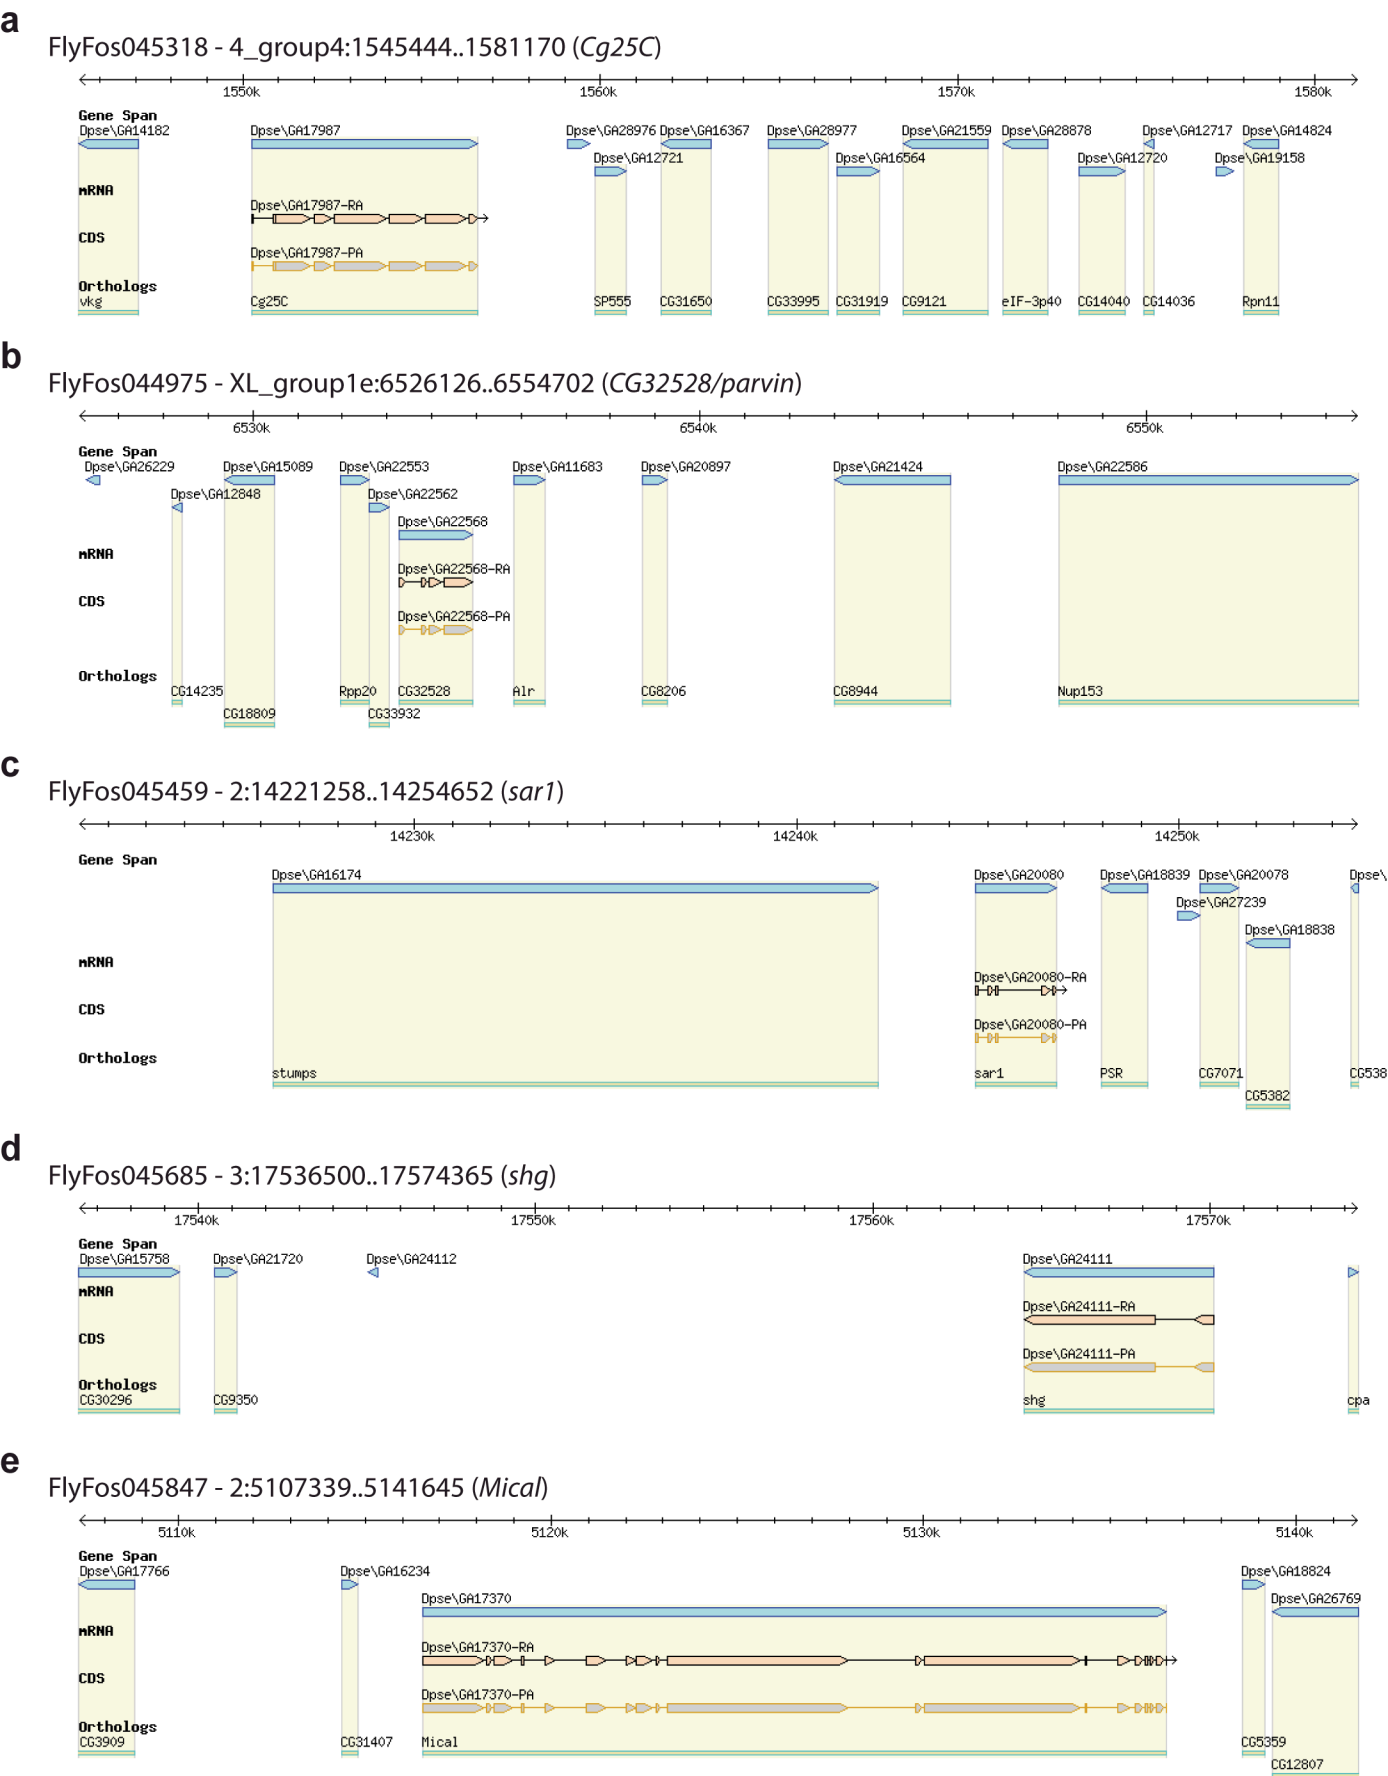 a
FlyFos045318 - 4_group4:1545444..1581170 (Cg25C)
1550k 1560k 1570k 1580k
Gene Span
Dpse\GA14182 Dpse\GA17987 Dpse\GA28976 Dpse\GA16367 Dpse\GA28977 Dpse\GA21559 Dpse\GA28878 Dpse\GA12717 Dpse\GA14824
Dpse\GA12721 Dpse\GA16564 Dpse\GA12720 Dpse\GA19158
mRNA
Dpse\GA17987-RA
CDS
Dpse\GA17987-PA
Orthologs
vkg Cg25C SP555 CG31650 CG33995 CG31919 CG9121 eIF-3p40 CG14040 CG14036 Rpn11
b
FlyFos044975 - XL_group1e:6526126..6554702 (CG32528/parvin)
6530k 6540k 6550k
Gene Span
Dpse\GA26229 Dpse\GA15089 Dpse\GA22553 Dpse\GA11683 Dpse\GA20897 Dpse\GA21424 Dpse\GA22586
Dpse\GA12848 Dpse\GA22562
Dpse\GA22568
mRNA
Dpse\GA22568-RA
CDS
Dpse\GA22568-PA
Orthologs
CG14235 Rpp20 CG32528 Alr CG8206 CG8944 Nup153
CG18809 CG33932
c
FlyFos045459 - 2:14221258..14254652 (sar1)
14230k 14240k 14250k
Gene Span
Dpse\GA16174 Dpse\GA20080 Dpse\GA18839 Dpse\GA20078 Dpse\
Dpse\GA27239
Dpse\GA18838
mRNA
Dpse\GA20080-RA
CDS
Dpse\GA20080-PA
Orthologs
stumps sar1 PSR CG7071 CG538
CG5382
d
FlyFos045685 - 3:17536500..17574365 (shg)
17540k 17550k 17560k 17570k
Gene Span
Dpse\GA15758 Dpse\GA21720 Dpse\GA24112 Dpse\GA24111
mRNA
Dpse\GA24111-RA
CDS
Dpse\GA24111-PA
Orthologs
CG30296 CG9350 shg cpa
e
FlyFos045847 - 2:5107339..5141645 (Mical)
5110k 5120k 5130k 5140k
Gene Span
Dpse\GA17766 Dpse\GA16234 Dpse\GA18824
Dpse\GA17370 Dpse\GA26769
mRNA
Dpse\GA17370-RA
CDS
Dpse\GA17370-PA
Orthologs
CG3909 CG31407 Mical CG5359
CG12807